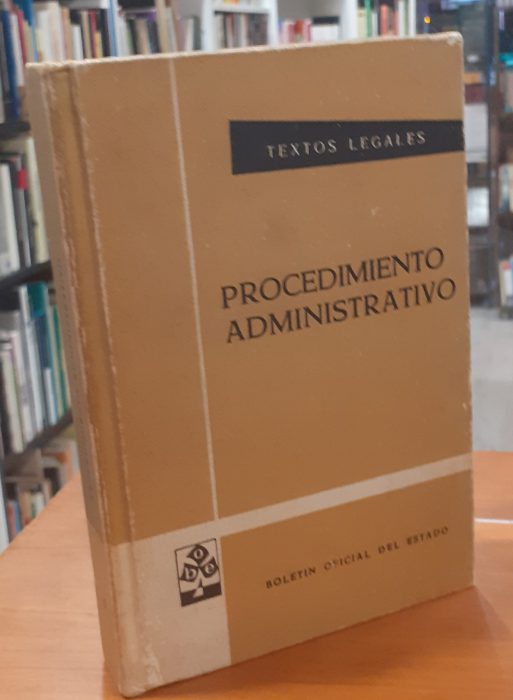 TEXTOS LEGALES
PROCEDIMIENTO
ADMINISTRATIVO
BOLETIN OFICIAL DEL ESTADO
b o e